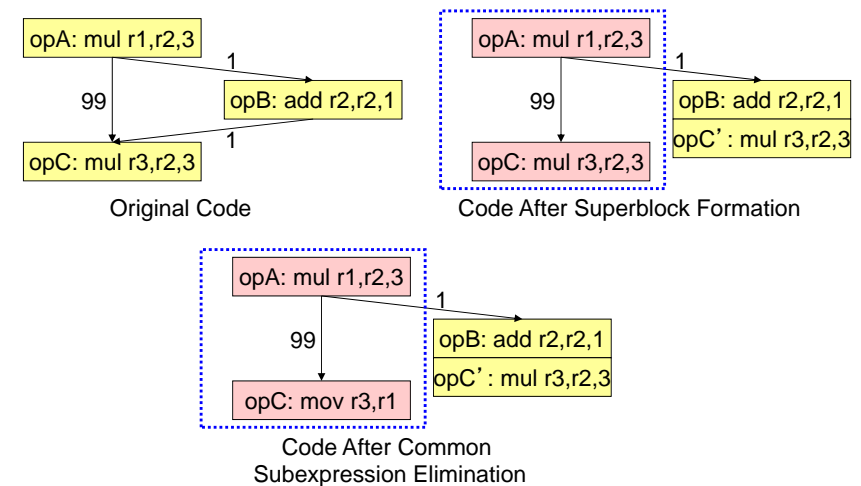 opA: mul r1,r2,3
1
99
opB: add r2,r2,1
1
opC: mul r3,r2,3
Original Code
opA: mul r1,r2,3
1
99
opB: add r2,r2,1
opC’: mul r3,r2,3
opC: mul r3,r2,3
Code After Superblock Formation
opA: mul r1,r2,3
1
99
opB: add r2,r2,1
opC’: mul r3,r2,3
opC: mov r3,r1
Code After Common
Subexpression Elimination